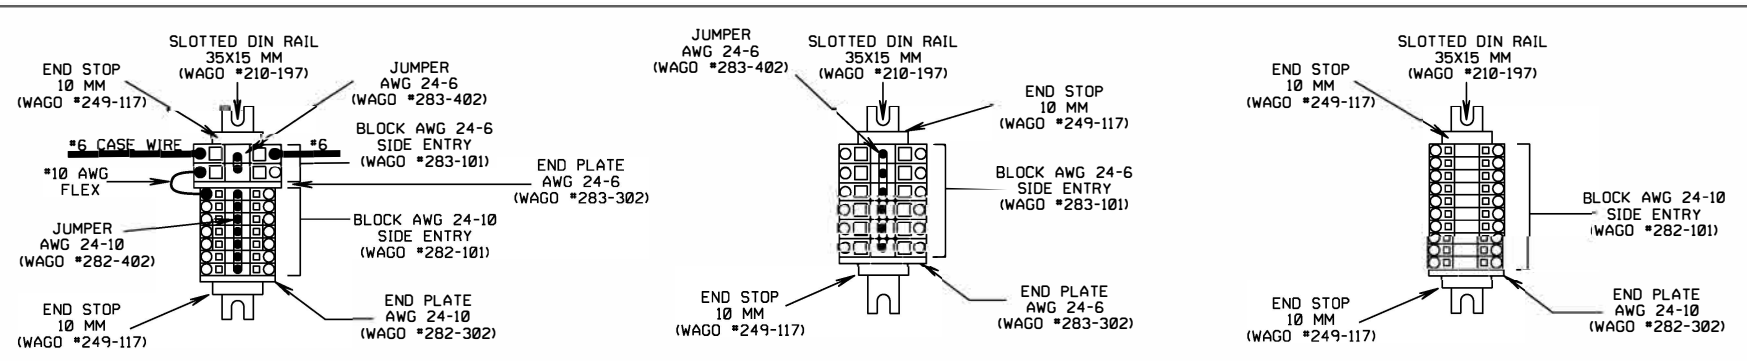 SLOTTED DIN RAIL
35X15 MM
(WAGO #210-197)
END STOP
10 MM
(WAGO #249-117)
JUMPER
AWG 24-6
(WAGO #283-402)
#6 CASE WIRE
#6
BLOCK AWG 24-6
SIDE ENTRY
(WAGO #283-101)
#10 AWG
FLEX
END PLATE
AWG 24-6
(WAGO #283-302)
JUMPER
AWG 24-10
(WAGO #282-402)
BLOCK AWG 24-10
SIDE ENTRY
(WAGO #282-101)
END STOP
10 MM
(WAGO #249-117)
END PLATE
AWG 24-10
(WAGO #282-302)
JUMPER
AWG 24-6
(WAGO #283-402)
SLOTTED DIN RAIL
35X15 MM
(WAGO #210-197)
END STOP
10 MM
(WAGO #249-117)
BLOCK AWG 24-6
SIDE ENTRY
(WAGO #283-101)
END STOP
10 MM
(WAGO #249-117)
END PLATE
AWG 24-6
(WAGO #283-302)
SLOTTED DIN RAIL
35X15 MM
(WAGO #210-197)
END STOP
10 MM
(WAGO #249-117)
BLOCK AWG 24-10
SIDE ENTRY
(WAGO #282-101)
END STOP
10 MM
(WAGO #249-117)
END PLATE
AWG 24-10
(WAGO #282-302)